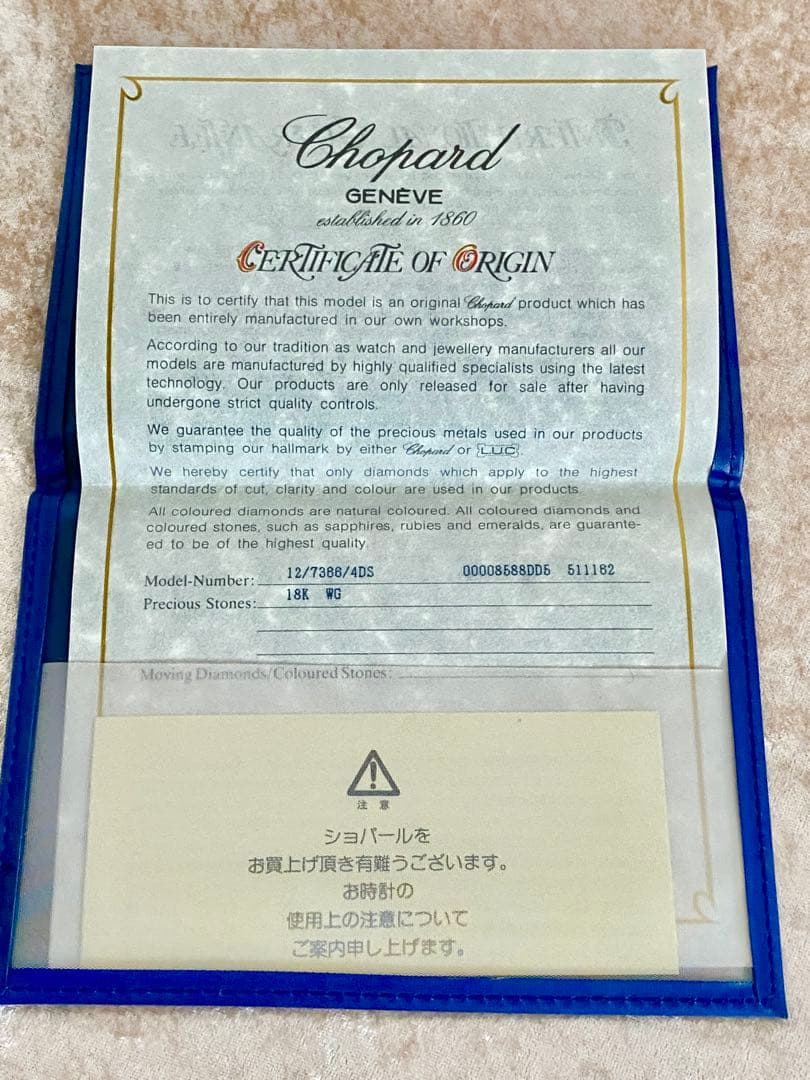 Chopard
GENÈVE
established in 1860
CERTIFICATE OF ORIGIN
This is to certify that this model is an original Chopard product which has
been entirely manufactured in our own workshops.
According to our tradition as watch and jewellery manufacturers all our
models are manufactured by highly qualified specialists using the latest
technology. Our products are only released for sale after having
undergone strict quality controls.
We guarantee the quality of the precious metals used in our products
by stamping our hallmark by either Chopard or L.U.C.
We hereby certify that only diamonds which apply to the highest
standards of cut, clarity and colour are used in our products.
All coloured diamonds are natural coloured. All coloured diamonds and
coloured stones, such as sapphires, rubies and emeralds, are guarante-
ed to be of the highest quality.
Model-Number: 12/7366/4DS 00008588DD5 511162
Precious Stones: 18K WG
Moving Diamonds/Coloured Stones:
注意
ショパールを
お買上げ頂き有難うございます。
お時計の
使用上の注意について
ご案内申し上げます。